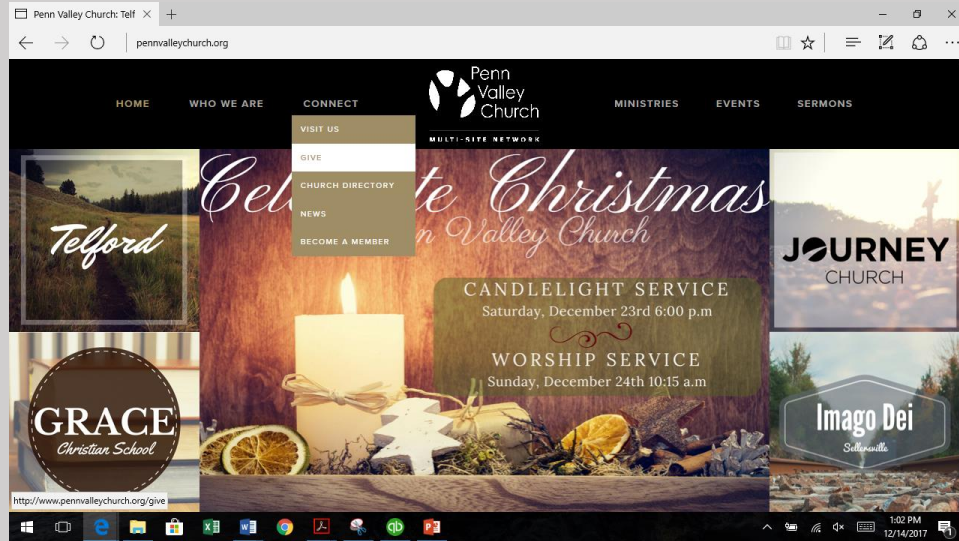 Penn Valley Church: Telf
pennvalleychurch.org
HOME
WHO WE ARE
CONNECT
Penn
Valley
Church
MULTI-SITE NETWORK
MINISTRIES
EVENTS
SERMONS
VISIT US
GIVE
CHURCH DIRECTORY
NEWS
BECOME A MEMBER
Telford
GRACE
Christian School
Christmas
Valley Church
CANDLELIGHT SERVICE
Saturday, December 23rd 6:00 p.m
WORSHIP SERVICE
Sunday, December 24th 10:15 a.m
JOURNEY
CHURCH
Imago Dei
Sellersville
http://www.pennvalleychurch.org/give
1:02 PM
12/14/2017